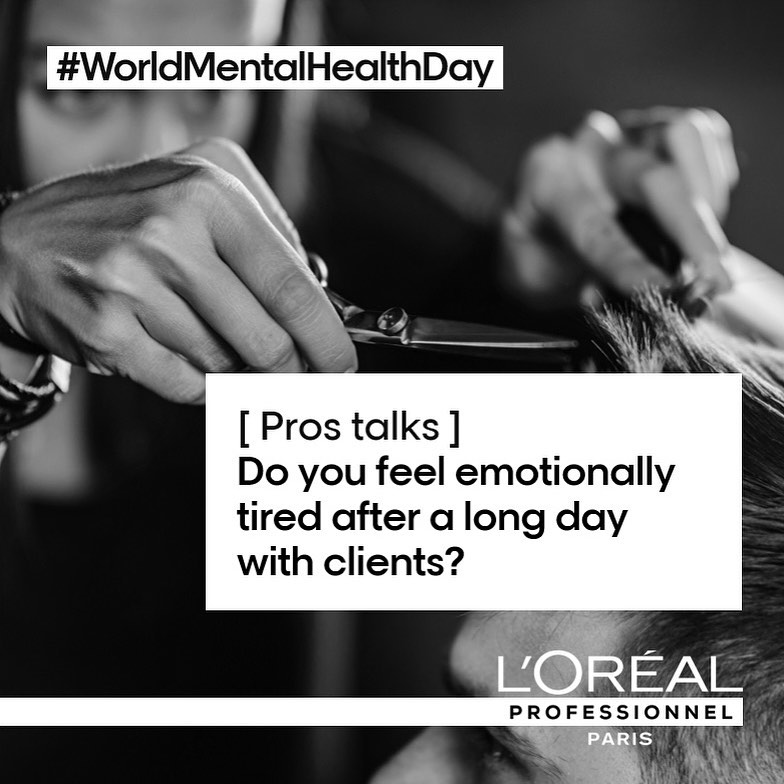 #WorldMentalHealthDay
[ Pros talks ]
Do you feel emotionally
tired after a long day
with clients?
L'ORÉAL
PROFESSIONNEL
PARIS